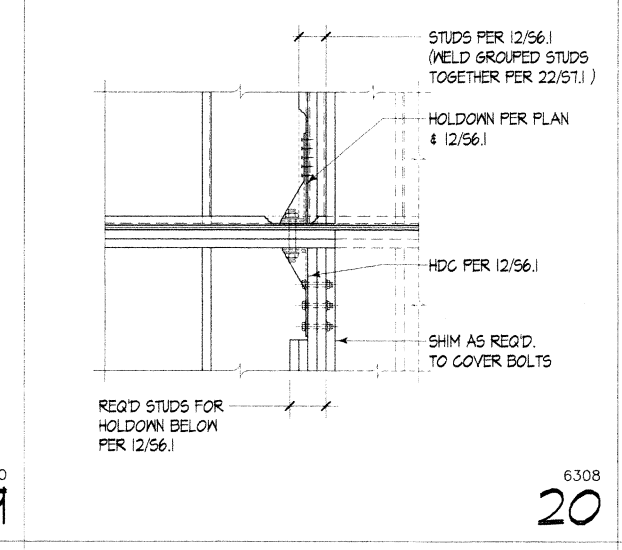 STUDS PER 12/S6.1
(WELD GROUPED STUDS
TOGETHER PER 22/S7.1 )
HOLDOWN PER PLAN
& 12/S6.1
HDC PER 12/S6.1
SHIM AS REQ'D.
TO COVER BOLTS
REQ'D STUDS FOR
HOLDOWN BELOW
PER 12/S6.1
6308
20